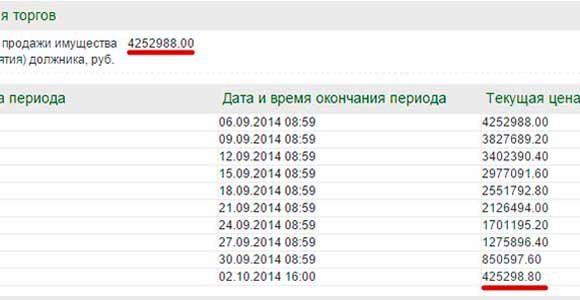 я торгов
продажи имущества 4252988.00
ятия) должника, руб.
а периода Дата и время окончания периода Текущая цена
06.09.2014 08:59 4252988.00
09.09.2014 08:59 3827689.20
12.09.2014 08:59 3402390.40
15.09.2014 08:59 2977091.60
18.09.2014 08:59 2551792.80
21.09.2014 08:59 2126494.00
24.09.2014 08:59 1701195.20
27.09.2014 08:59 1275896.40
30.09.2014 08:59 850597.60
02.10.2014 16:00 425298.80